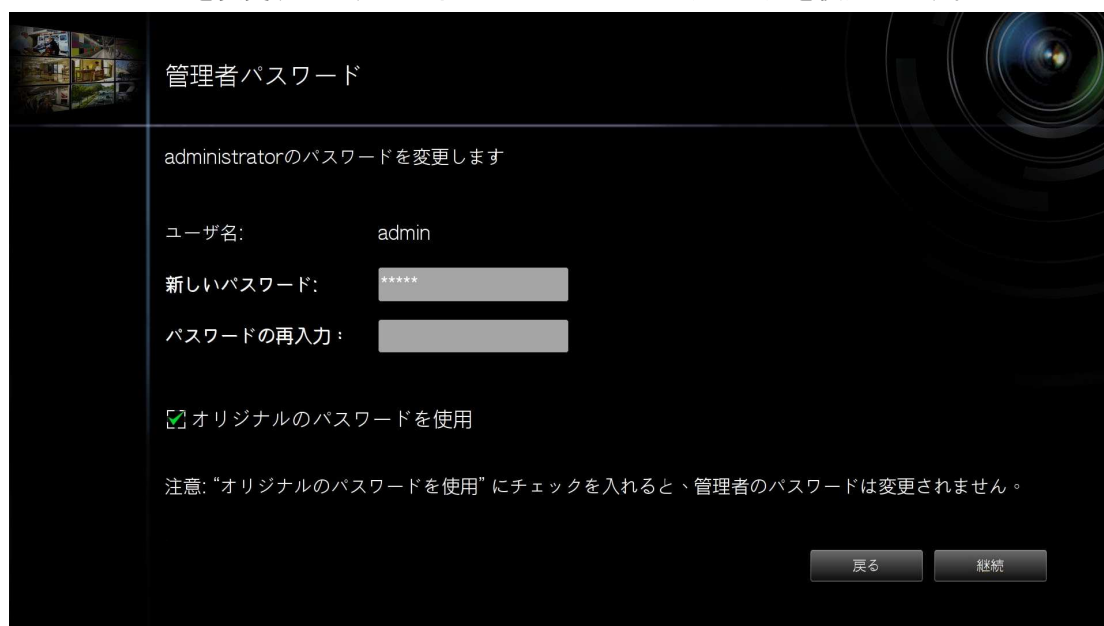 管理者パスワード
administratorのパスワードを変更します
ユーザ名: admin
新しいパスワード: *****
パスワードの再入力：
オリジナルのパスワードを使用
注意: “オリジナルのパスワードを使用” にチェックを入れると、管理者のパスワードは変更されません。
戻る 継続